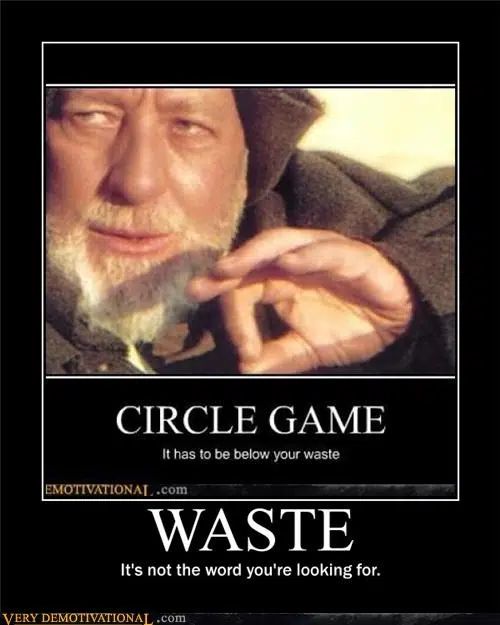 CIRCLE GAME
It has to be below your waste
EMOTIVATIONAL.com
WASTE
It's not the word you're looking for.
VERY DEMOTIVATIONAL.com